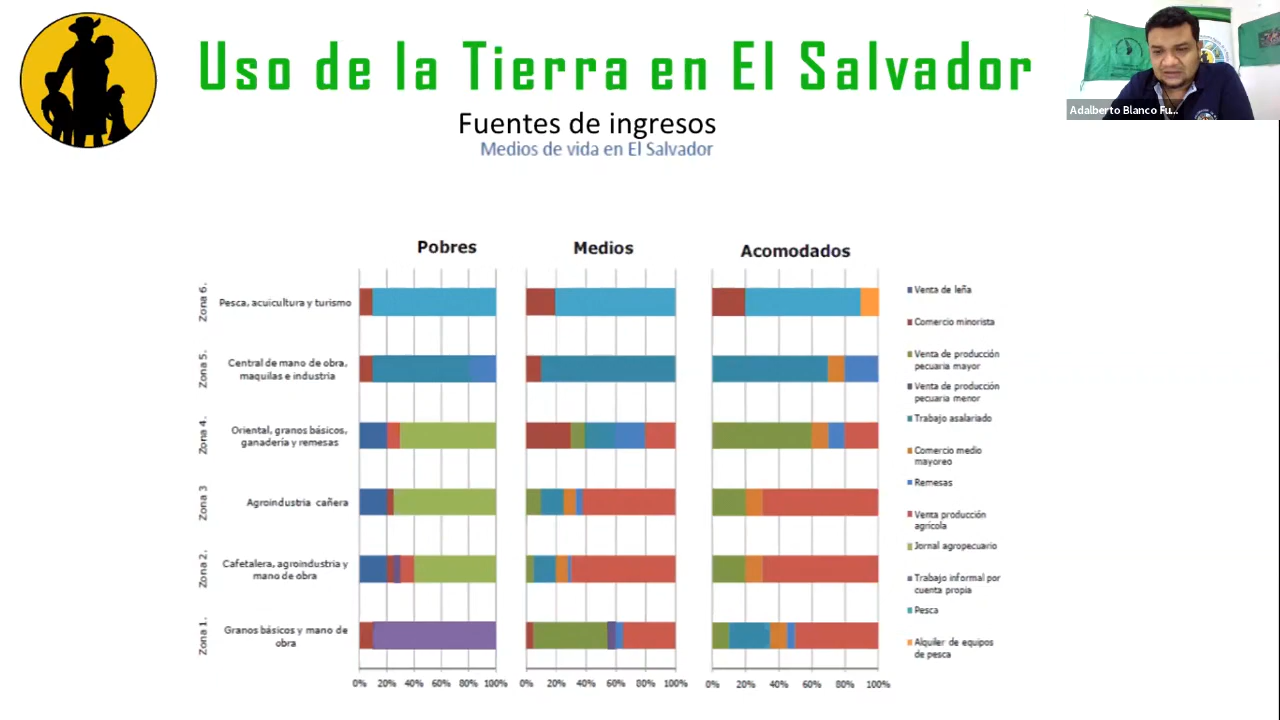 Uso de la Tierra en El Salvador
Adalberto Blanco Fu...
Fuentes de ingresos
Medios de vida en El Salvador
Pobres
Medios
Acomodados
Zona 6.
Pesca, acuicultura y turismo
Zona 5.
Central de mano de obra,
maquilas e industria
Zona 4.
Oriental, granos básicos,
ganadería y remesas
Zona 3
Agroindustria cañera
Zona 2.
Cafetalera, agroindustria y
mano de obra
Zona 1.
Granos básicos y mano de
obra
0% 20% 40% 60% 80% 100%
0% 20% 40% 60% 80% 100%
0% 20% 40% 60% 80% 100%
Venta de leña
Comercio minorista
Venta de producción
pecuaria mayor
Venta de producción
pecuaria menor
Trabajo asalariado
Comercio medio
mayoreo
Remesas
Venta producción
agrícola
Jornal agropecuario
Trabajo informal por
cuenta propia
Pesca
Alquiler de equipos
de pesca